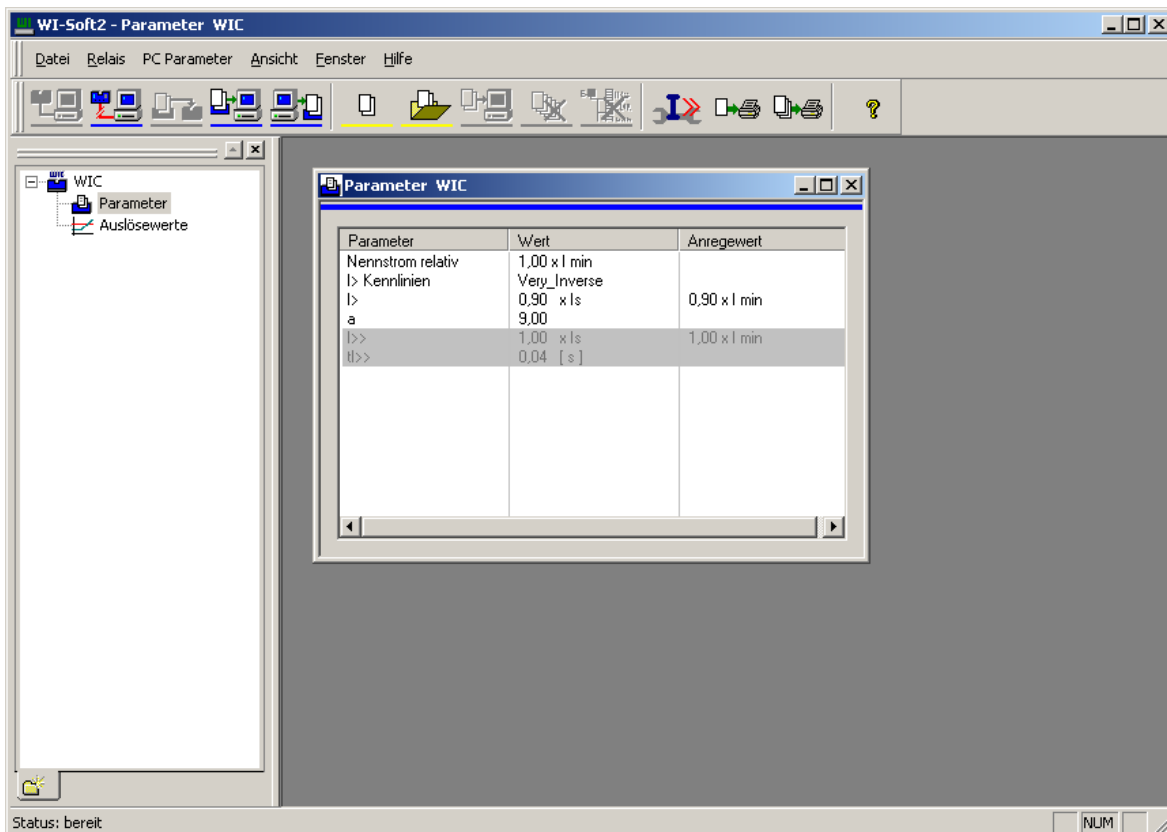 WI-Soft2 - Parameter WIC
Datei Relais PC Parameter Ansicht Fenster Hilfe
WIC
Parameter
Auslösewerte
Parameter WIC
Parameter Wert Anregewert
Nennstrom relativ 1,00 x I min
I> Kennlinien Very_Inverse
I> 0,90 x Is 0,90 x I min
a 9,00
I>> 1,00 x Is 1,00 x I min
tI>> 0,04 [ s ]
Status: bereit NUM